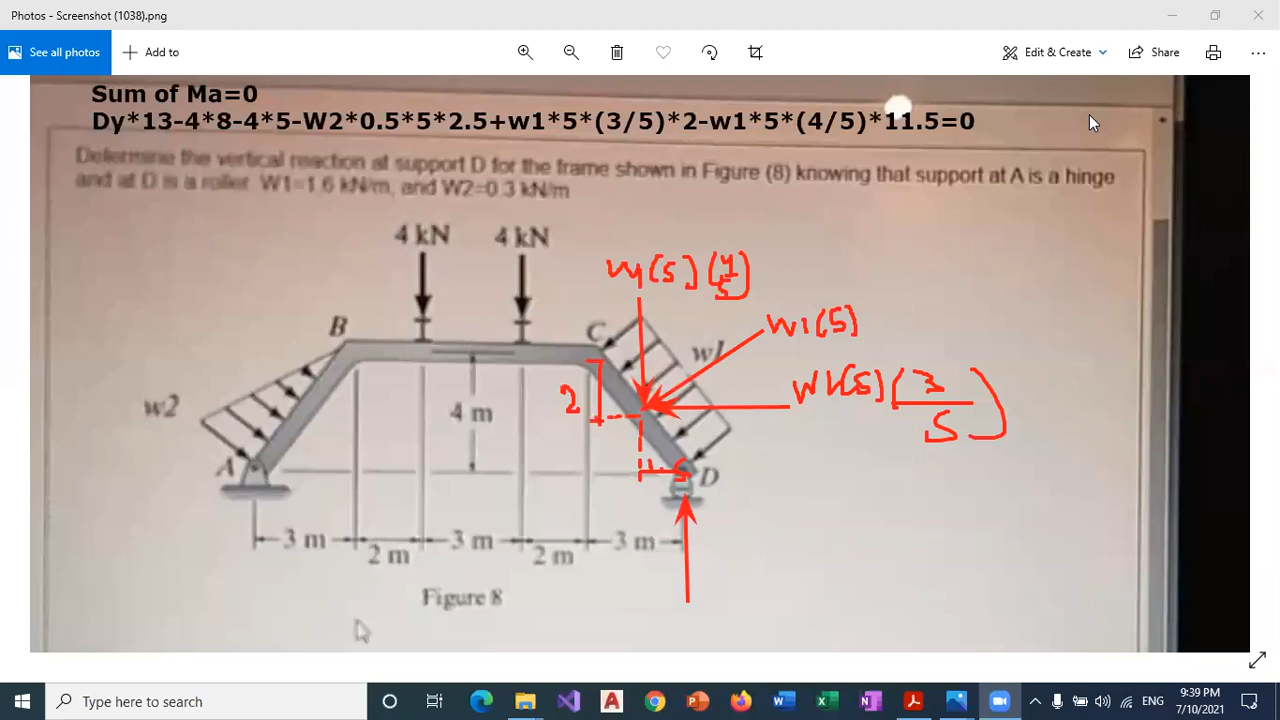 Photos - Screenshot (1038).png
See all photos
Add to
Edit & Create
Share
Sum of Ma=0
Dy*13-4*8-4*5-W2*0.5*5*2.5+w1*5*(3/5)*2-w1*5*(4/5)*11.5=0
Determine the vertical reaction at support D for the frame shown in Figure (8) knowing that support at A is a hinge
and at D is a roller. W1=1.6 kN/m, and W2=0.3 kN/m
4 kN 4 kN
W1(5)(4/5)
B C
W1(5)
w1
W1(5)(3/5)
w2
2
4 m
A
1.5
D
3 m 2 m 3 m 2 m 3 m
Figure 8
Type here to search
ENG
9:39 PM
7/10/2021